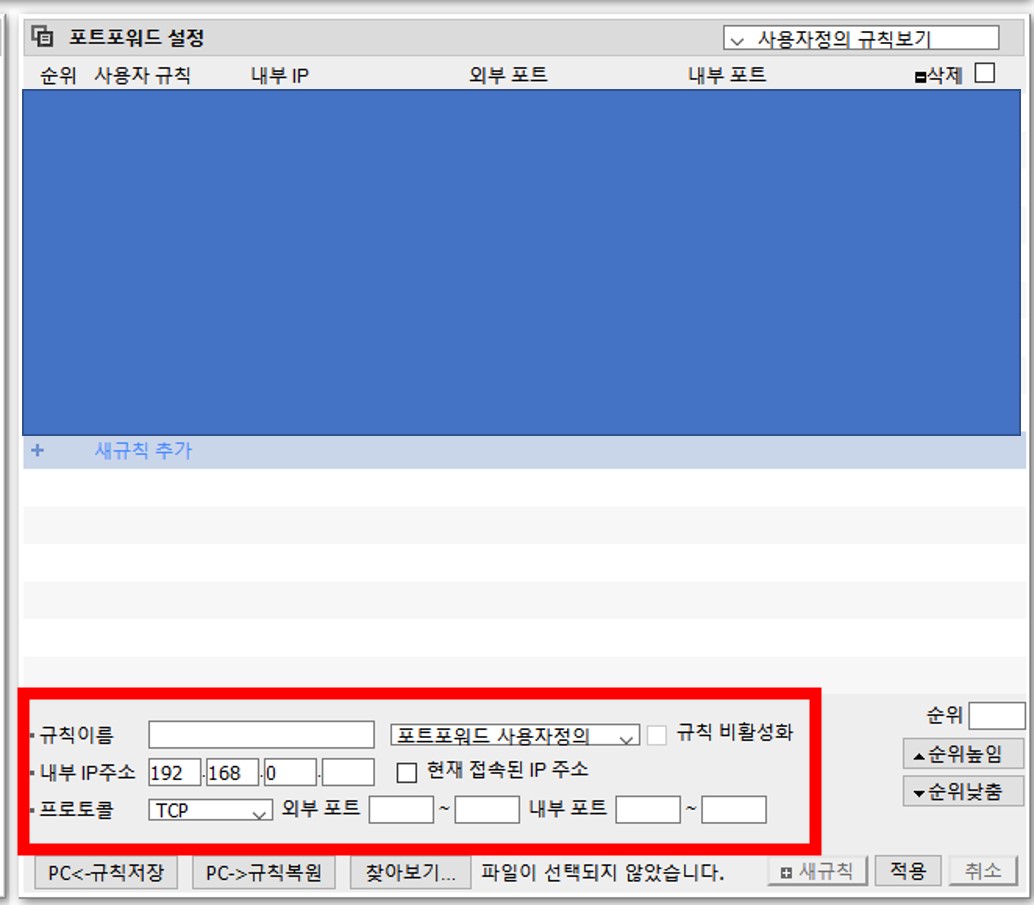 포트포워드 설정 사용자정의 규칙보기
순위 사용자 규칙 내부 IP 외부 포트 내부 포트 삭제
+ 새규칙 추가
규칙이름 포트포워드 사용자정의 규칙 비활성화 순위
내부 IP주소 192 . 168 . 0 . 현재 접속된 IP 주소 ▲순위높임
프로토콜 TCP 외부 포트 ~ 내부 포트 ~ ▼순위낮춤
PC<-규칙저장 PC->규칙복원 찾아보기... 파일이 선택되지 않았습니다. 새규칙 적용 취소